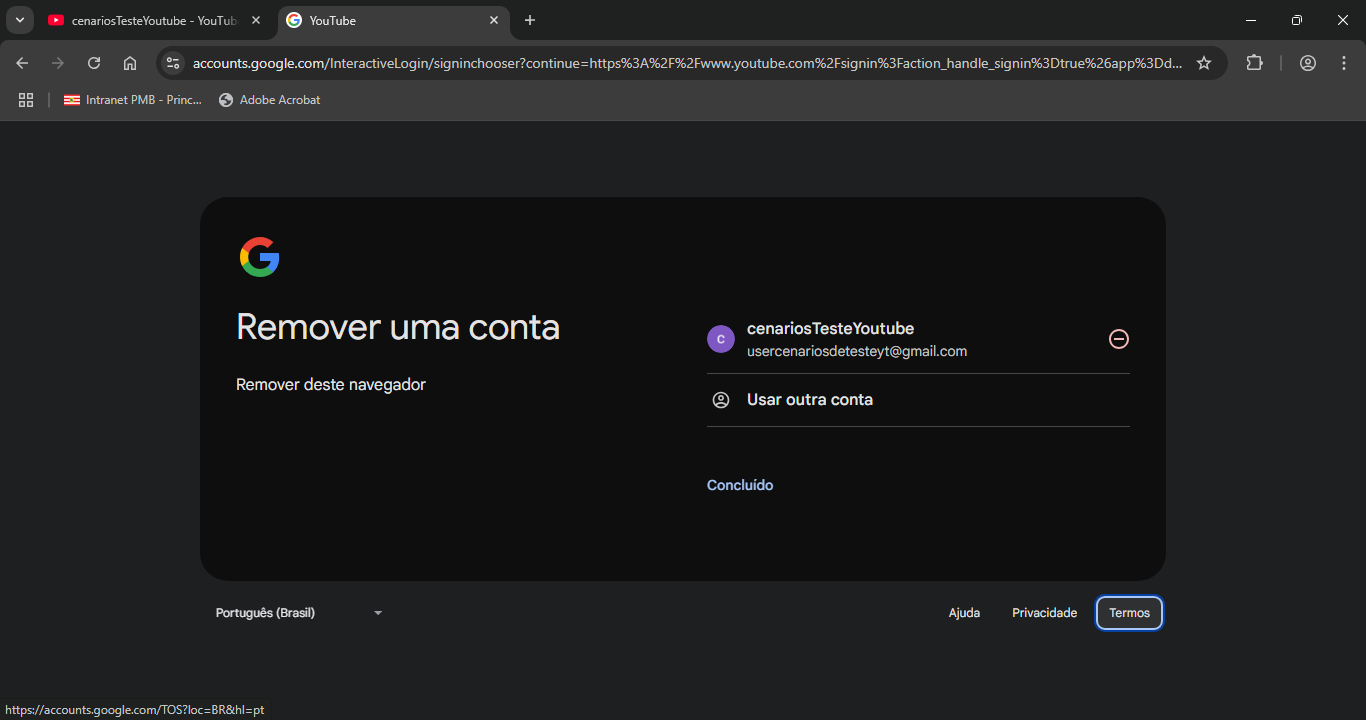 cenariosTesteYoutube - YouTub
YouTube
accounts.google.com/InteractiveLogin/signinchooser?continue=https%3A%2F%2Fwww.youtube.com%2Fsignin%3Faction_handle_signin%3Dtrue%26app%3Dd...
Intranet PMB - Princ...
Adobe Acrobat
Remover uma conta
Remover deste navegador
C
cenariosTesteYoutube
usercenariosdetesteyt@gmail.com
Usar outra conta
Concluído
Português (Brasil)
Ajuda
Privacidade
Termos
https://accounts.google.com/TOS?loc=BR&hl=pt